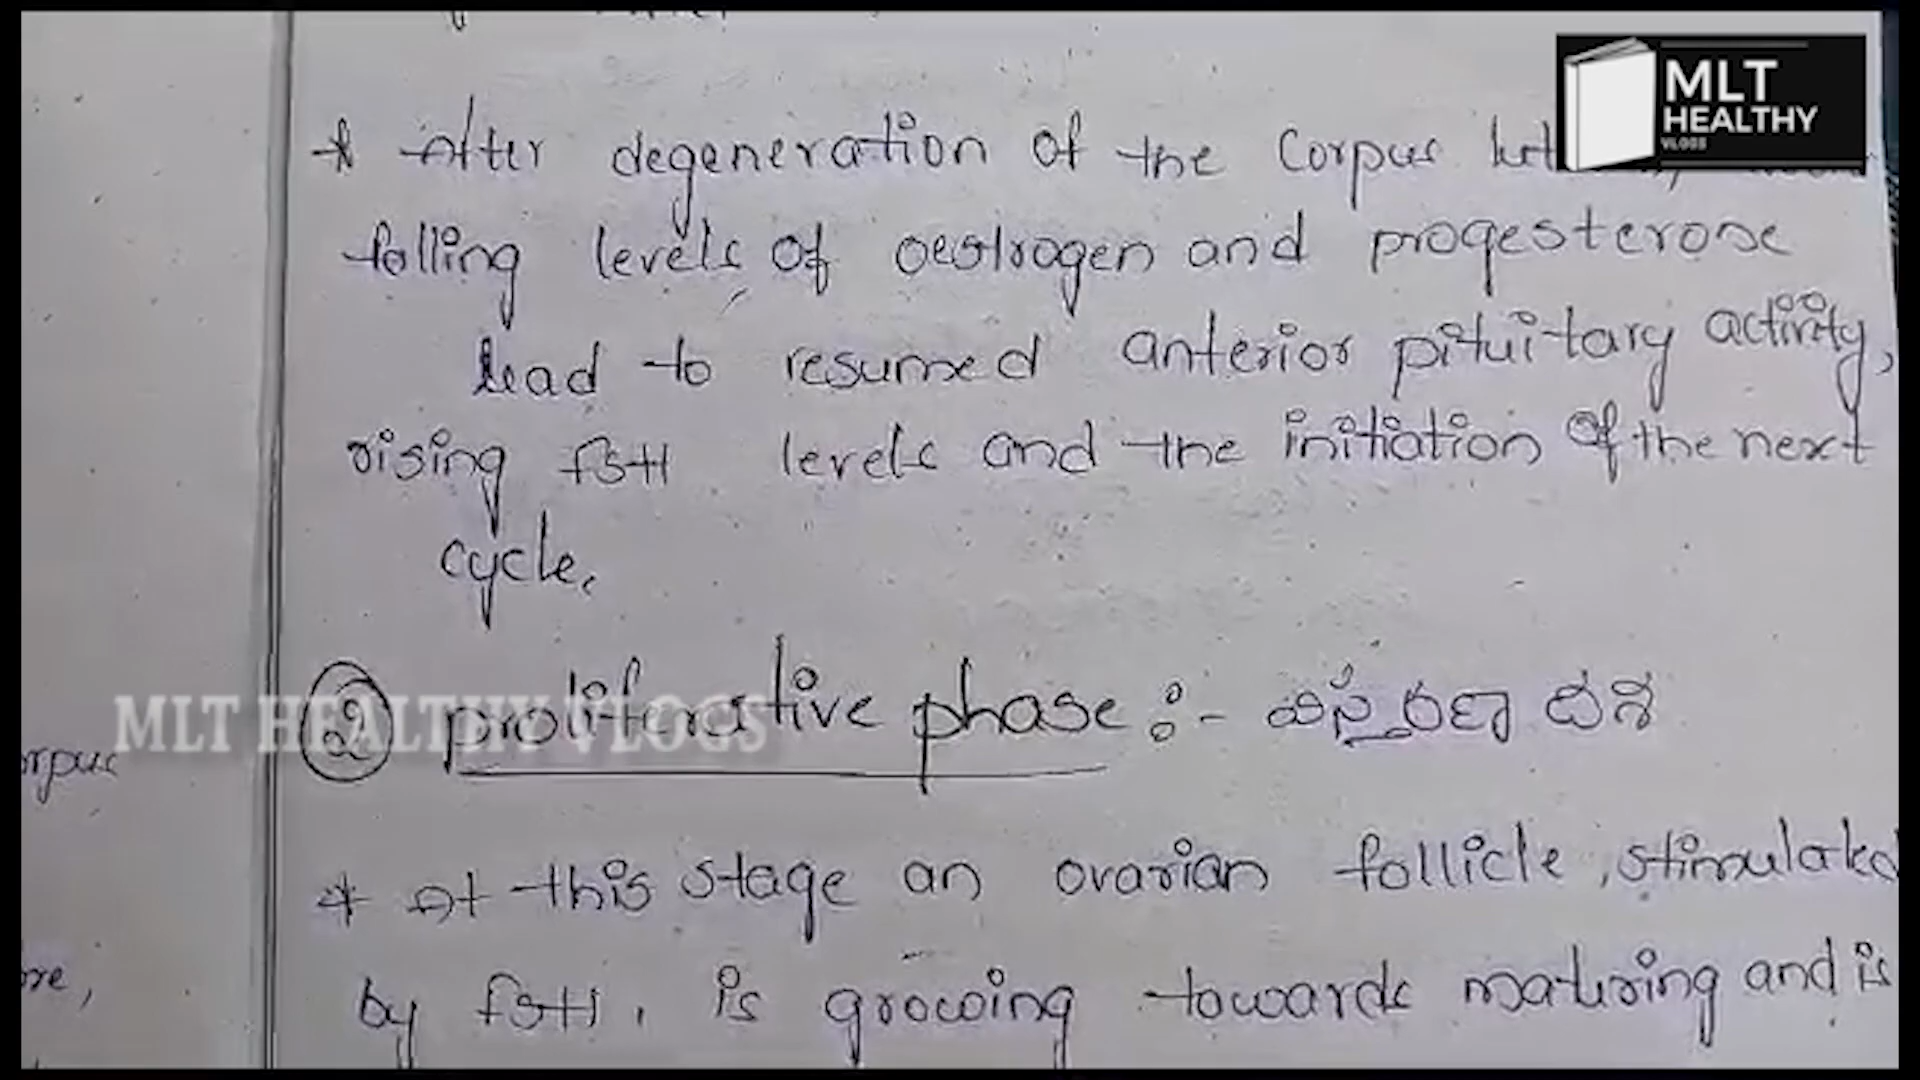 MLT
HEALTHY
VLOGS
* After degeneration of the Corpus
falling levels of oestrogen and progesterone
lead to resumed anterior pituitary activity,
rising FSH levels and the initiation of the next
cycle.
MLT HEALTHY VLOGS
② proliferative phase :- విస్తరణ దశ
* At this stage an ovarian follicle, stimulated
by FSH, is growing towards maturing and is